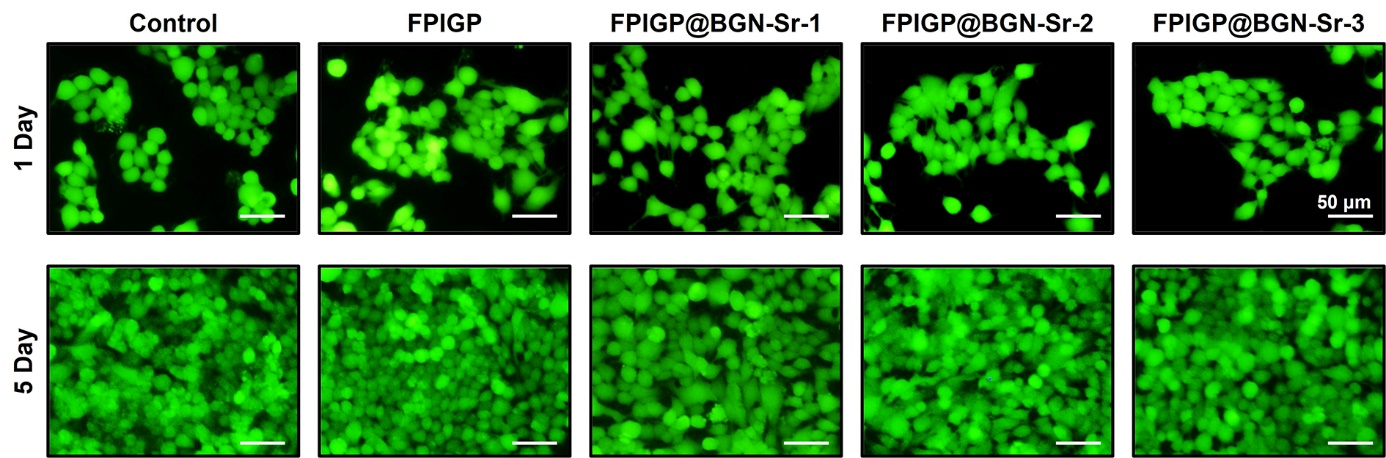 Control
FPIGP
FPIGP@BGN-Sr-1
FPIGP@BGN-Sr-2
FPIGP@BGN-Sr-3
1 Day
50 μm
5 Day